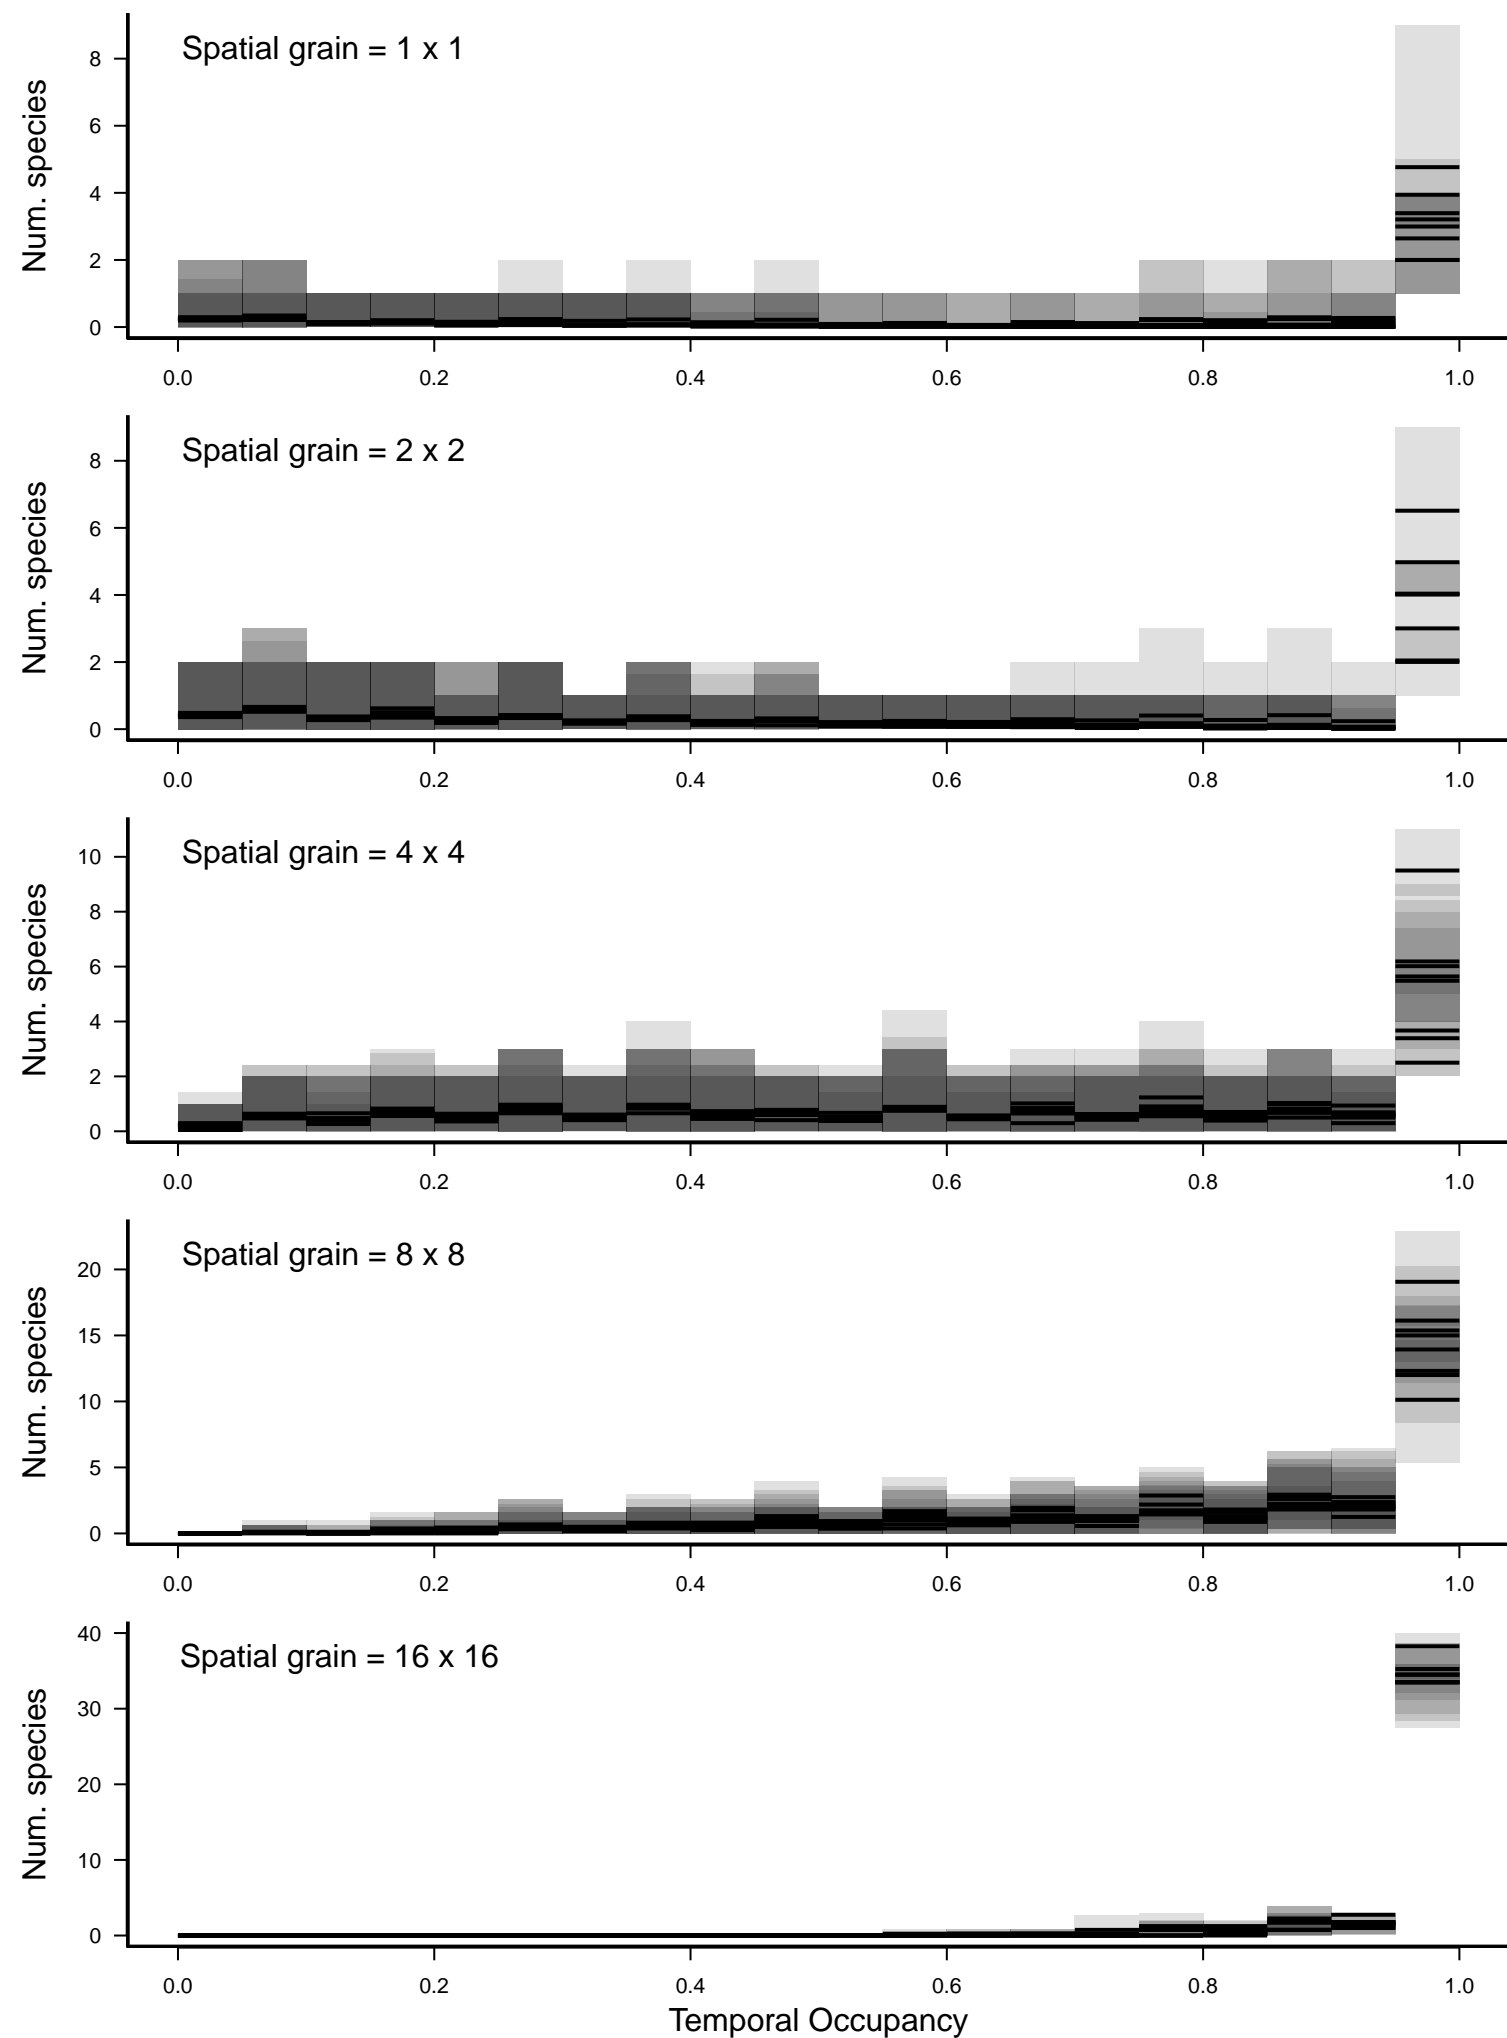 Spatial grain = 1 x 1
Num. species
8
6
4
2
0
0.0 0.2 0.4 0.6 0.8 1.0
Spatial grain = 2 x 2
Num. species
8
6
4
2
0
0.0 0.2 0.4 0.6 0.8 1.0
Spatial grain = 4 x 4
Num. species
10
8
6
4
2
0
0.0 0.2 0.4 0.6 0.8 1.0
Spatial grain = 8 x 8
Num. species
20
15
10
5
0
0.0 0.2 0.4 0.6 0.8 1.0
Spatial grain = 16 x 16
Num. species
40
30
20
10
0
0.0 0.2 0.4 0.6 0.8 1.0
Temporal Occupancy